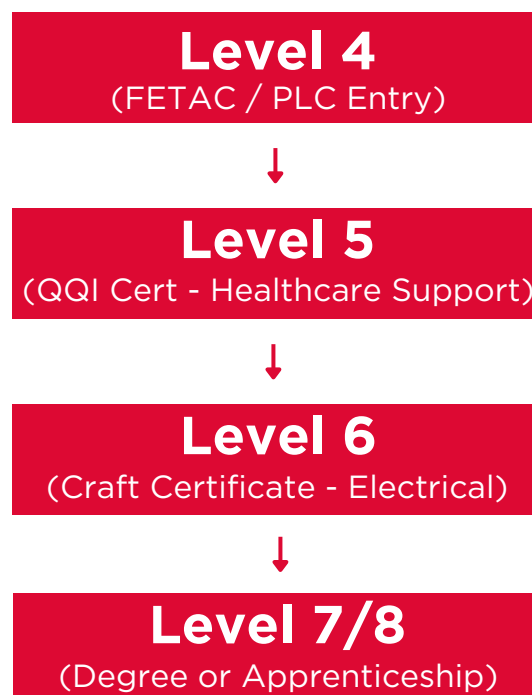 Level 4
(FETAC / PLC Entry)
Level 5
(QQI Cert - Healthcare Support)
Level 6
(Craft Certificate - Electrical)
Level 7/8
(Degree or Apprenticeship)